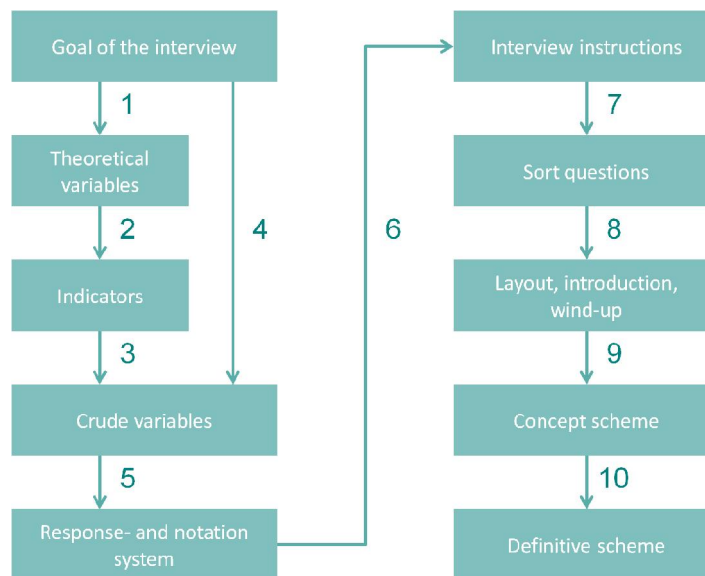 Goal of the interview
1
Theoretical
variables
2
4
Indicators
3
Crude variables
5
Response- and notation
system
6
Interview instructions
7
Sort questions
8
Layout, introduction,
wind-up
9
Concept scheme
10
Definitive scheme